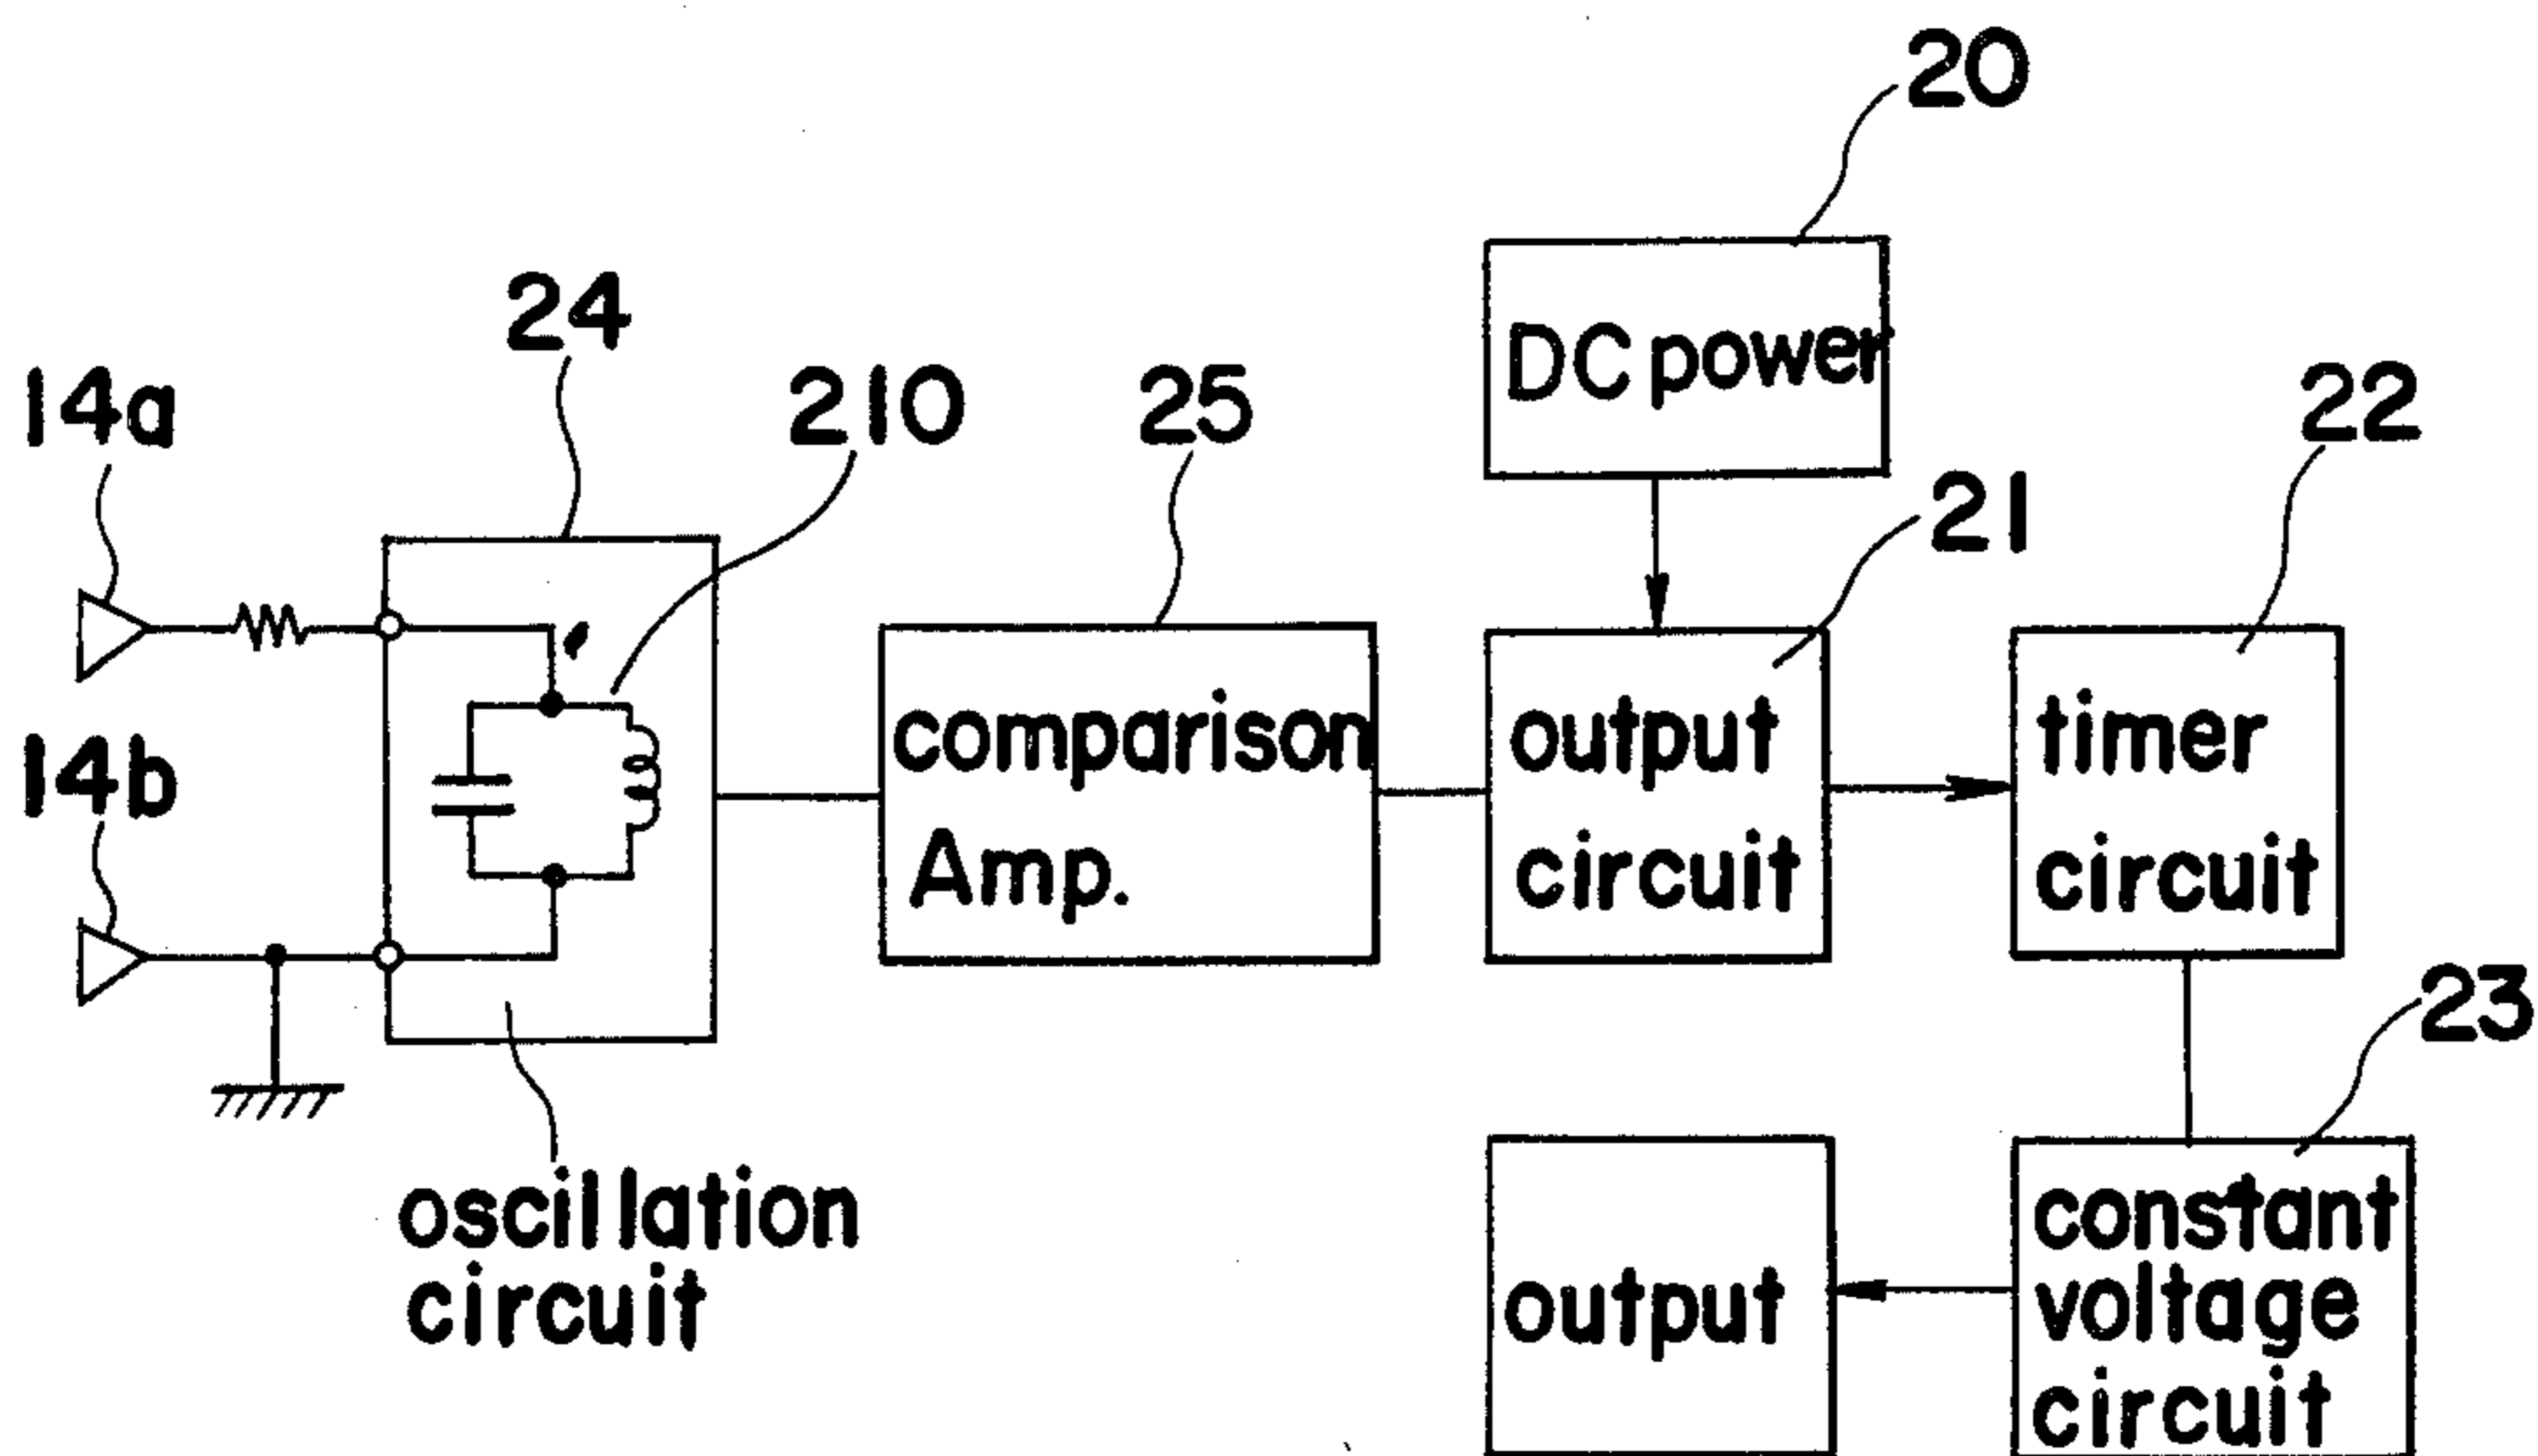 20
24
DC power
14a
210
25
22
21
14b
comparison
Amp.
output
circuit
timer
circuit
23
oscillation
circuit
output
constant
voltage
circuit